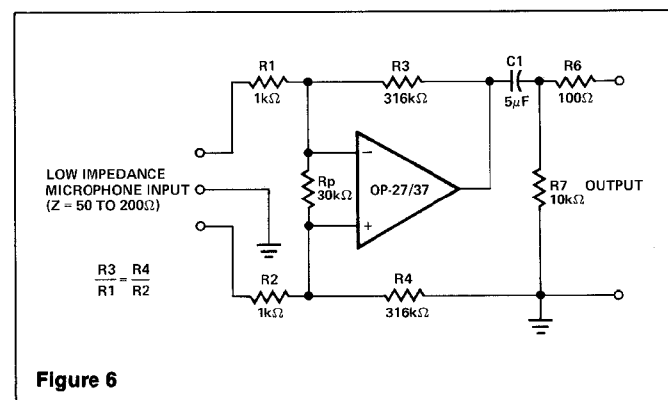 R1
1kΩ
R3
316kΩ
C1
5μF
R6
100Ω
LOW IMPEDANCE
MICROPHONE INPUT
(Z = 50 TO 200Ω)
−
+
Rp
30kΩ
OP-27/37
R7
10kΩ
OUTPUT
R3/R1 = R4/R2
R2
1kΩ
R4
316kΩ
Figure 6